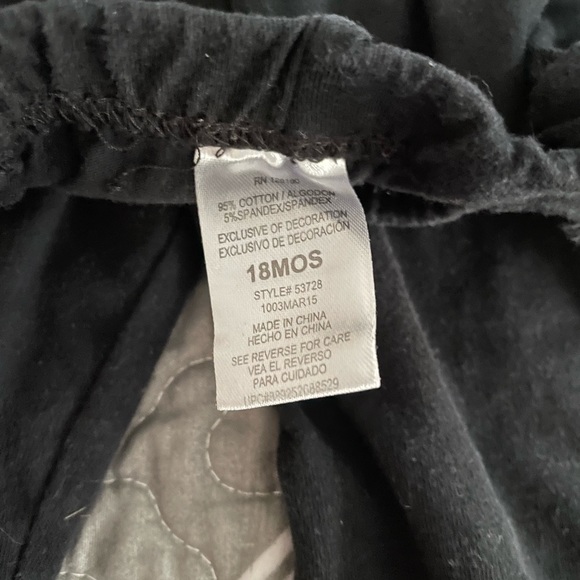 RN
95% COTTON / ALGODON
5%SPANDEX/SPANDEX
EXCLUSIVE OF DECORATION
EXCLUSIVO DE DECORACIÓN
18MOS
STYLE# 53728
1003MAR15
MADE IN CHINA
HECHO EN CHINA
SEE REVERSE FOR CARE
VEA EL REVERSO
PARA CUIDADO